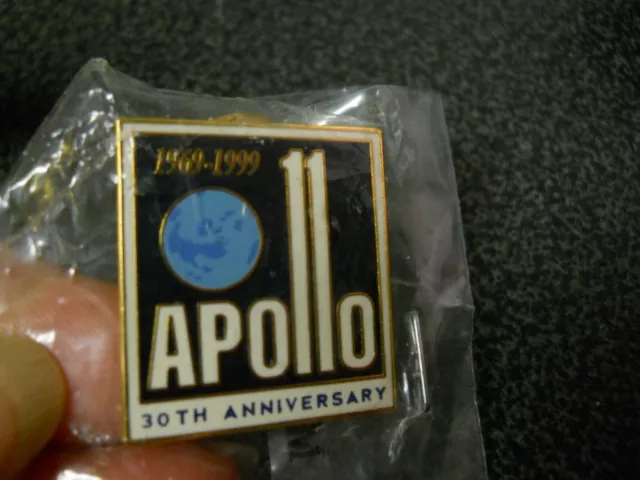 1969-1999
11
APOLLO
30TH ANNIVERSARY